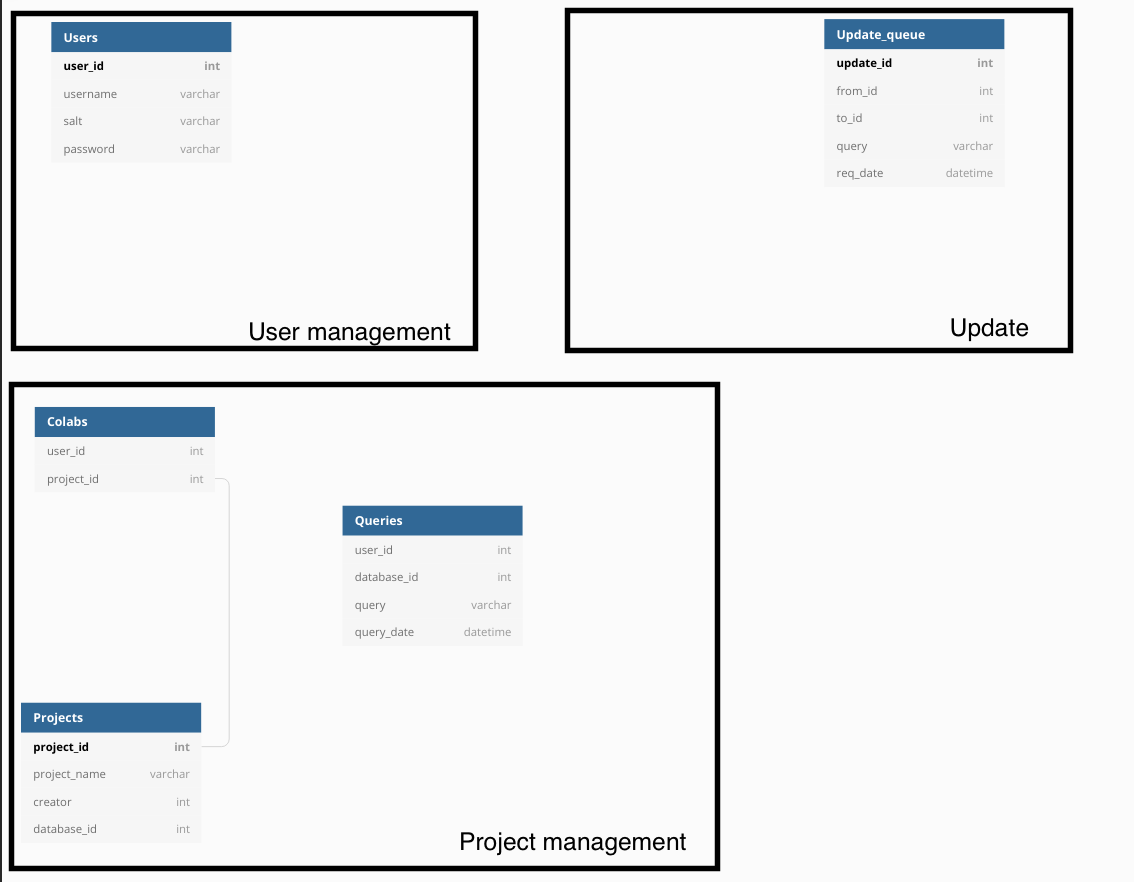 Users
user_id int
username varchar
salt varchar
password varchar
User management
Update_queue
update_id int
from_id int
to_id int
query varchar
req_date datetime
Update
Colabs
user_id int
project_id int
Queries
user_id int
database_id int
query varchar
query_date datetime
Projects
project_id int
project_name varchar
creator int
database_id int
Project management